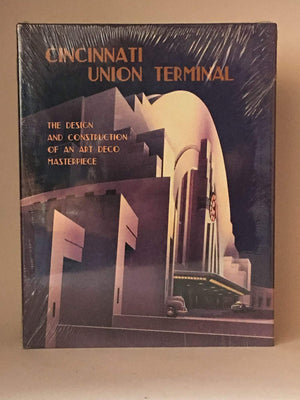 CINCINNATI
UNION TERMINAL
THE DESIGN
AND CONSTRUCTION
OF AN ART DECO
MASTERPIECE